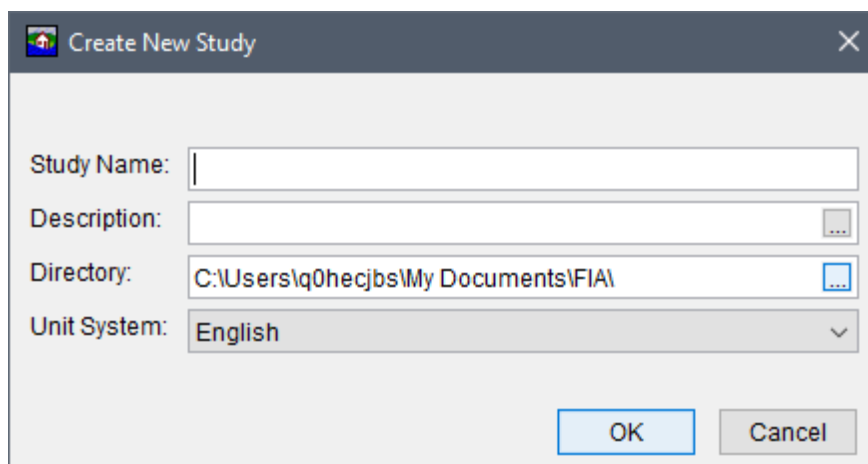 Create New Study
Study Name:
Description:
...
Directory: C:\Users\q0hecjbs\My Documents\FIA\ ...
Unit System: English
OK Cancel